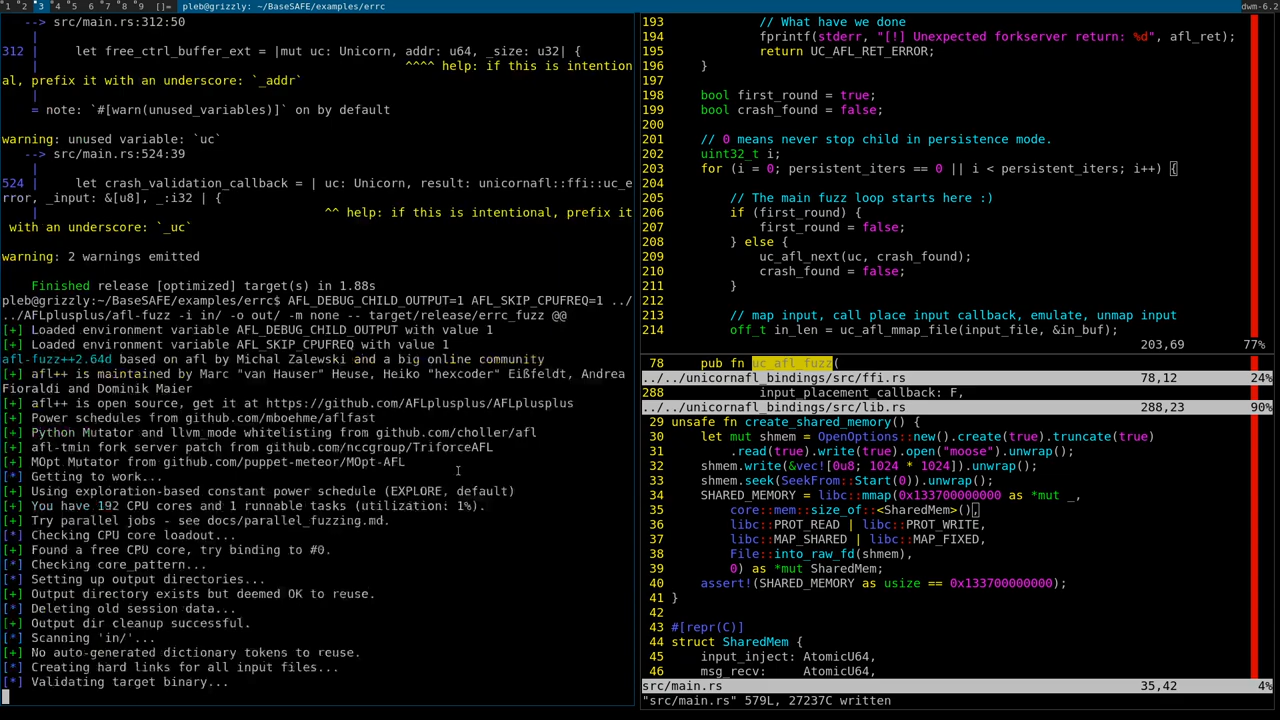 1 2 3 4 5 6 7 8 9 []= pleb@grizzly: ~/BaseSAFE/examples/errc dwm-6.2
--> src/main.rs:312:50
|
312 | let free_ctrl_buffer_ext = |mut uc: Unicorn, addr: u64, _size: u32| {
| ^^^^ help: if this is intention
al, prefix it with an underscore: `_addr`
|
= note: `#[warn(unused_variables)]` on by default
warning: unused variable: `uc`
--> src/main.rs:524:39
|
524 | let crash_validation_callback = | uc: Unicorn, result: unicornafl::ffi::uc_e
rror, _input: &[u8], _:i32 | {
| ^^ help: if this is intentional, prefix it
with an underscore: `_uc`
warning: 2 warnings emitted
Finished release [optimized] target(s) in 1.88s
pleb@grizzly:~/BaseSAFE/examples/errc$ AFL_DEBUG_CHILD_OUTPUT=1 AFL_SKIP_CPUFREQ=1 ../
../AFLplusplus/afl-fuzz -i in/ -o out/ -m none -- target/release/errc_fuzz @@
[+] Loaded environment variable AFL_DEBUG_CHILD_OUTPUT with value 1
[+] Loaded environment variable AFL_SKIP_CPUFREQ with value 1
afl-fuzz++2.64d based on afl by Michal Zalewski and a big online community
[+] afl++ is maintained by Marc "van Hauser" Heuse, Heiko "hexcoder" Eißfeldt, Andrea
Fioraldi and Dominik Maier
[+] afl++ is open source, get it at https://github.com/AFLplusplus/AFLplusplus
[+] Power schedules from github.com/mboehme/aflfast
[+] Python Mutator and llvm_mode whitelisting from github.com/choller/afl
[+] afl-tmin fork server patch from github.com/nccgroup/TriforceAFL
[+] MOpt Mutator from github.com/puppet-meteor/MOpt-AFL
[*] Getting to work...
[+] Using exploration-based constant power schedule (EXPLORE, default)
[+] You have 192 CPU cores and 1 runnable tasks (utilization: 1%).
[+] Try parallel jobs - see docs/parallel_fuzzing.md.
[*] Checking CPU core loadout...
[+] Found a free CPU core, try binding to #0.
[*] Checking core_pattern...
[*] Setting up output directories...
[+] Output directory exists but deemed OK to reuse.
[*] Deleting old session data...
[+] Output dir cleanup successful.
[*] Scanning 'in/'...
[+] No auto-generated dictionary tokens to reuse.
[*] Creating hard links for all input files...
[*] Validating target binary...
193 // What have we done
194 fprintf(stderr, "[!] Unexpected forkserver return: %d", afl_ret);
195 return UC_AFL_RET_ERROR;
196 }
197
198 bool first_round = true;
199 bool crash_found = false;
200
201 // 0 means never stop child in persistence mode.
202 uint32_t i;
203 for (i = 0; persistent_iters == 0 || i < persistent_iters; i++) {
204
205 // The main fuzz loop starts here :)
206 if (first_round) {
207 first_round = false;
208 } else {
209 uc_afl_next(uc, crash_found);
210 crash_found = false;
211 }
212
213 // map input, call place input callback, emulate, unmap input
214 off_t in_len = uc_afl_mmap_file(input_file, &in_buf);
203,69 77%
78 pub fn uc_afl_fuzz(
../../unicornafl_bindings/src/ffi.rs 78,12 24%
288 input_placement_callback: F,
../../unicornafl_bindings/src/lib.rs 288,23 90%
29 unsafe fn create_shared_memory() {
30 let mut shmem = OpenOptions::new().create(true).truncate(true)
31 .read(true).write(true).open("moose").unwrap();
32 shmem.write(&vec![0u8; 1024 * 1024]).unwrap();
33 shmem.seek(SeekFrom::Start(0)).unwrap();
34 SHARED_MEMORY = libc::mmap(0x133700000000 as *mut _,
35 core::mem::size_of::<SharedMem>(),
36 libc::PROT_READ | libc::PROT_WRITE,
37 libc::MAP_SHARED | libc::MAP_FIXED,
38 File::into_raw_fd(shmem),
39 0) as *mut SharedMem;
40 assert!(SHARED_MEMORY as usize == 0x133700000000);
41 }
42
43 #[repr(C)]
44 struct SharedMem {
45 input_inject: AtomicU64,
46 msg_recv: AtomicU64,
src/main.rs 35,42 4%
"src/main.rs" 579L, 27237C written